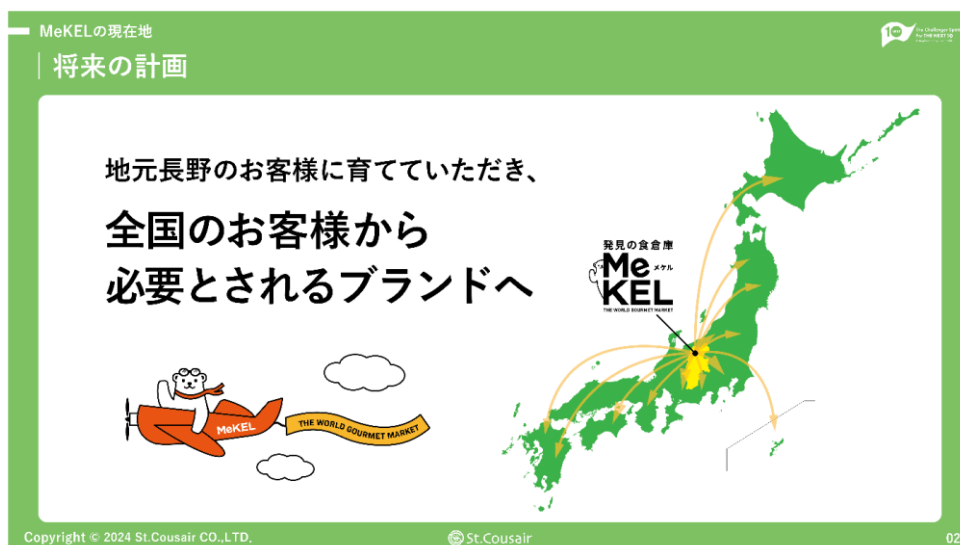 MeKELの現在地
将来の計画
地元長野のお客様に育てていただき、
全国のお客様から
必要とされるブランドへ
発見の食倉庫
MeKEL
メケル
THE WORLD GOURMET MARKET
MeKEL
THE WORLD GOURMET MARKET
Copyright © 2024 St.Cousair CO.,LTD.
St.Cousair
02